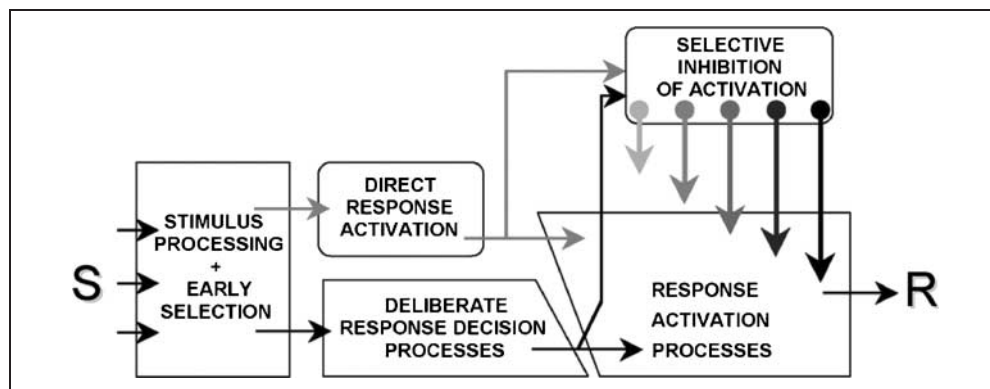 SELECTIVE
INHIBITION
OF ACTIVATION
DIRECT
RESPONSE
ACTIVATION
STIMULUS
PROCESSING
+
EARLY
SELECTION
S
DELIBERATE
RESPONSE DECISION
PROCESSES
RESPONSE
ACTIVATION
PROCESSES
R